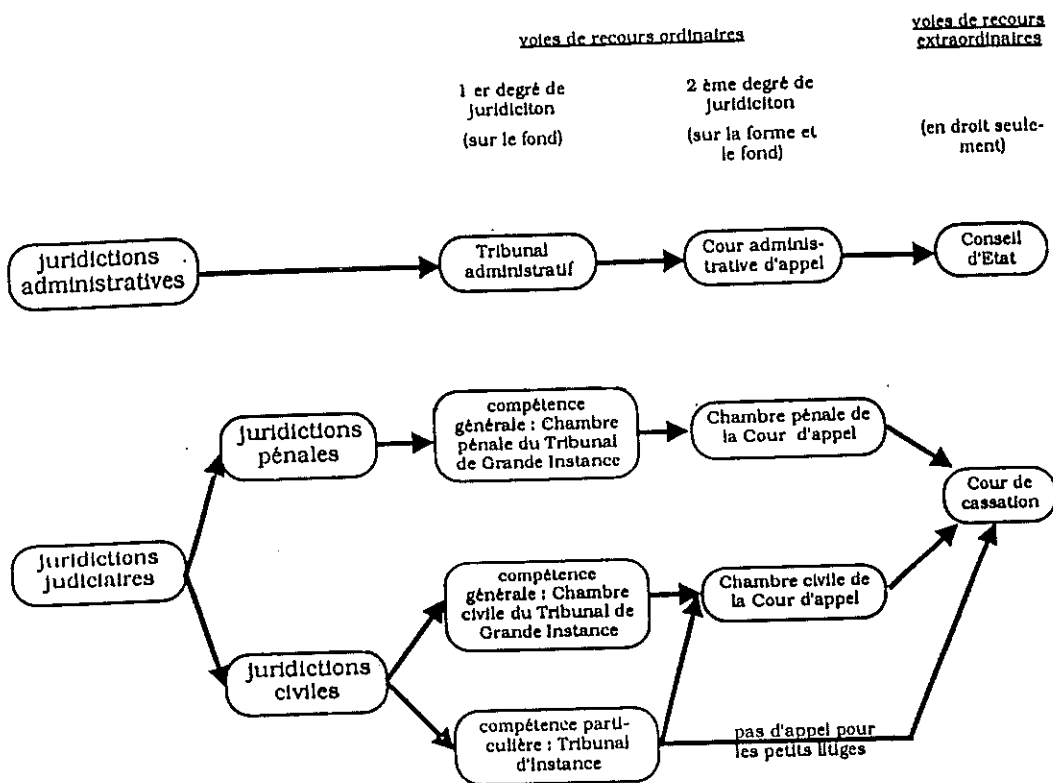 voies de recours ordinaires
voies de recours
extraordinaires
1 er degré de
juridiciton
(sur le fond)
2 ème degré de
juridiciton
(sur la forme et
le fond)
(en droit seule-
ment)
juridictions
administratives
Tribunal
administratif
Cour adminis-
trative d'appel
Conseil
d'Etat
juridictions
pénales
compétence
générale : Chambre
pénale du Tribunal
de Grande Instance
Chambre pénale de
la Cour d'appel
Cour de
cassation
juridictions
judiciaires
compétence
générale : Chambre
civile du Tribunal de
Grande Instance
Chambre civile de
la Cour d'appel
juridictions
civiles
compétence parti-
culière : Tribunal
d'Instance
pas d'appel pour
les petits litiges